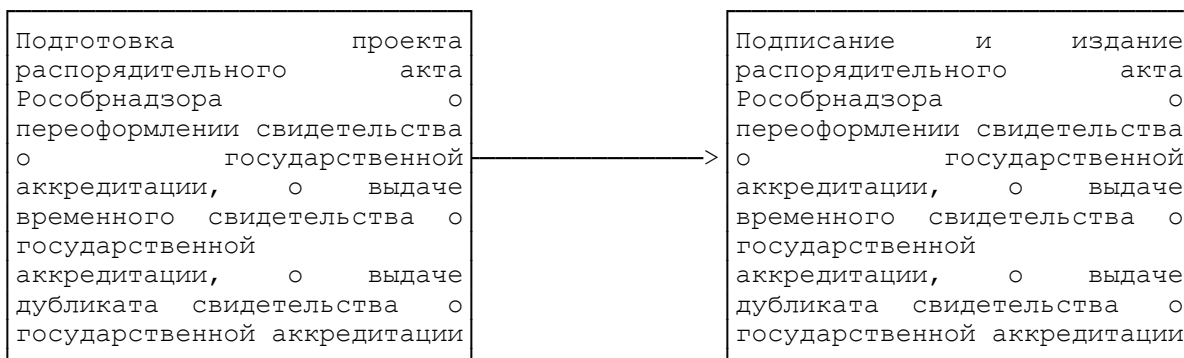 Подготовка проекта
распорядительного акта
Рособрнадзора о
переоформлении свидетельства
о государственной
аккредитации, о выдаче
временного свидетельства о
государственной
аккредитации, о выдаче
дубликата свидетельства о
государственной аккредитации
Подписание и издание
распорядительного акта
Рособрнадзора о
переоформлении свидетельства
о государственной
аккредитации, о выдаче
временного свидетельства о
государственной
аккредитации, о выдаче
дубликата свидетельства о
государственной аккредитации